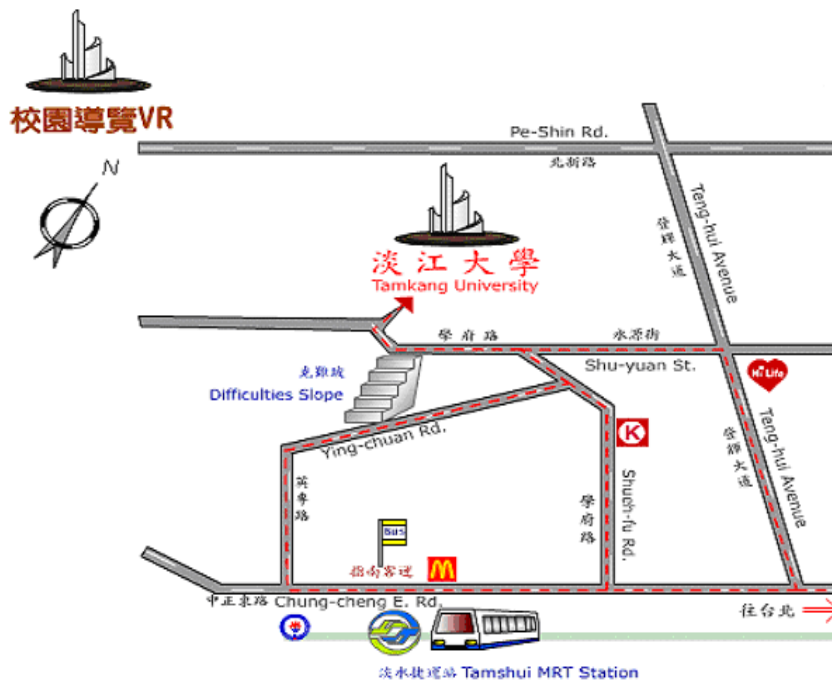 校園導覽VR
N
Pe-Shin Rd.
北新路
Teng-hui Avenue
登輝大道
淡江大學
Tamkang University
學府路
水源街
Shu-yuan St.
克難坡
Difficulties Slope
Hi Life
Ying-chuan Rd.
K
Teng-hui Avenue
登輝大道
英專路
Shueh-fu Rd.
學府路
Bus
指南客運
中正東路 Chung-cheng E. Rd.
往台北
淡水捷運站 Tamshui MRT Station